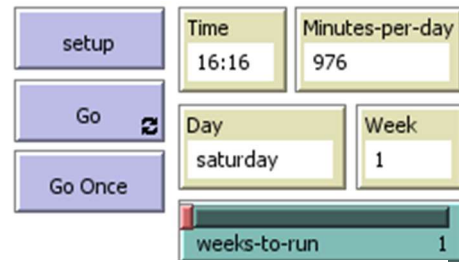 setup
Go
Go Once
Time
16:16
Minutes-per-day
976
Day
saturday
Week
1
weeks-to-run 1